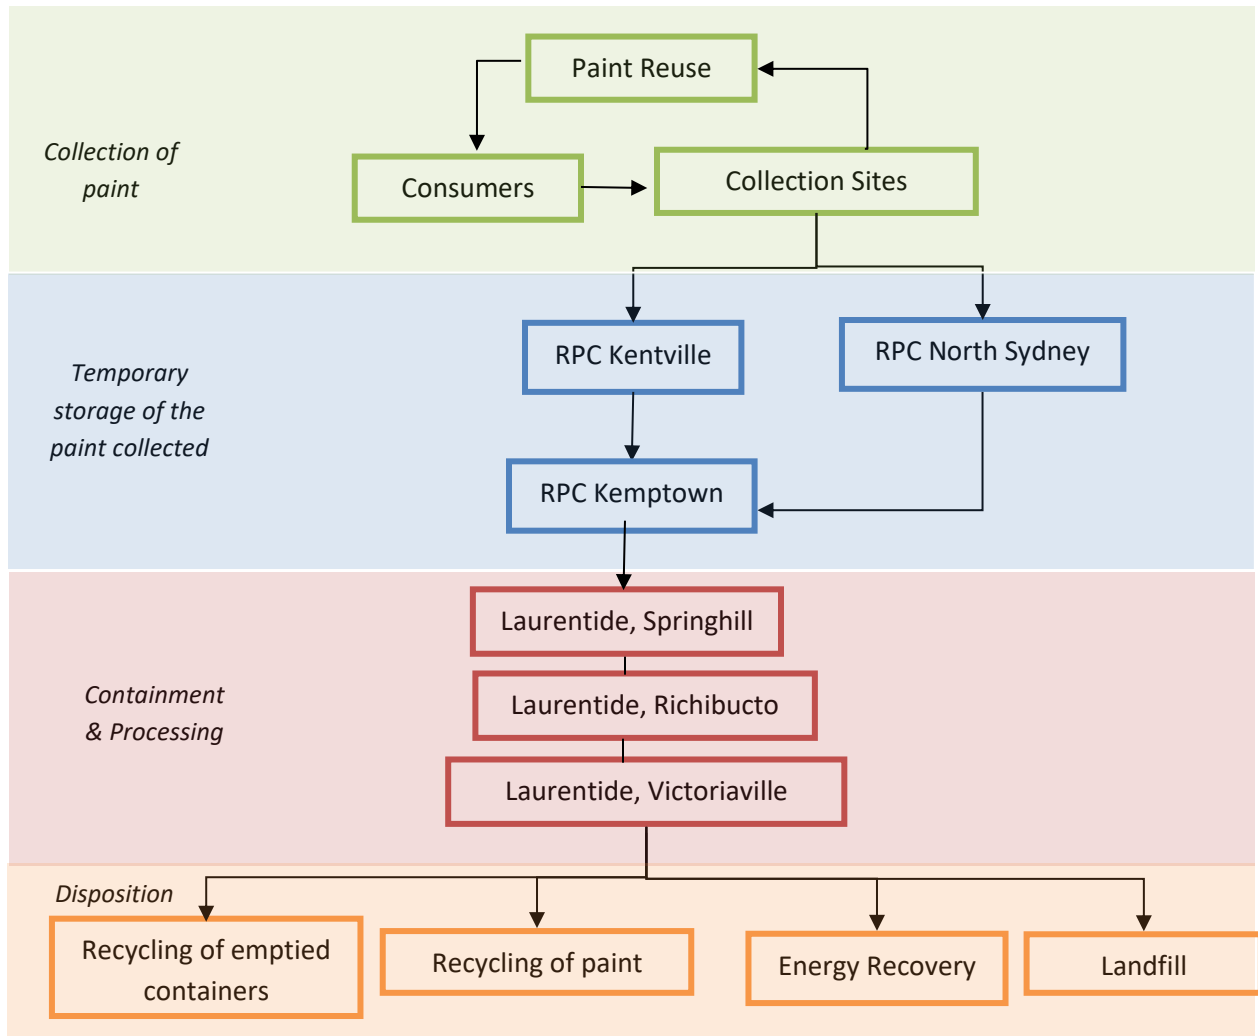 Paint Reuse
Collection of
paint
Consumers
Collection Sites
Temporary
storage of the
paint collected
RPC Kentville
RPC North Sydney
RPC Kemptown
Containment
& Processing
Laurentide, Springhill
Laurentide, Richibucto
Laurentide, Victoriaville
Disposition
Recycling of emptied
containers
Recycling of paint
Energy Recovery
Landfill